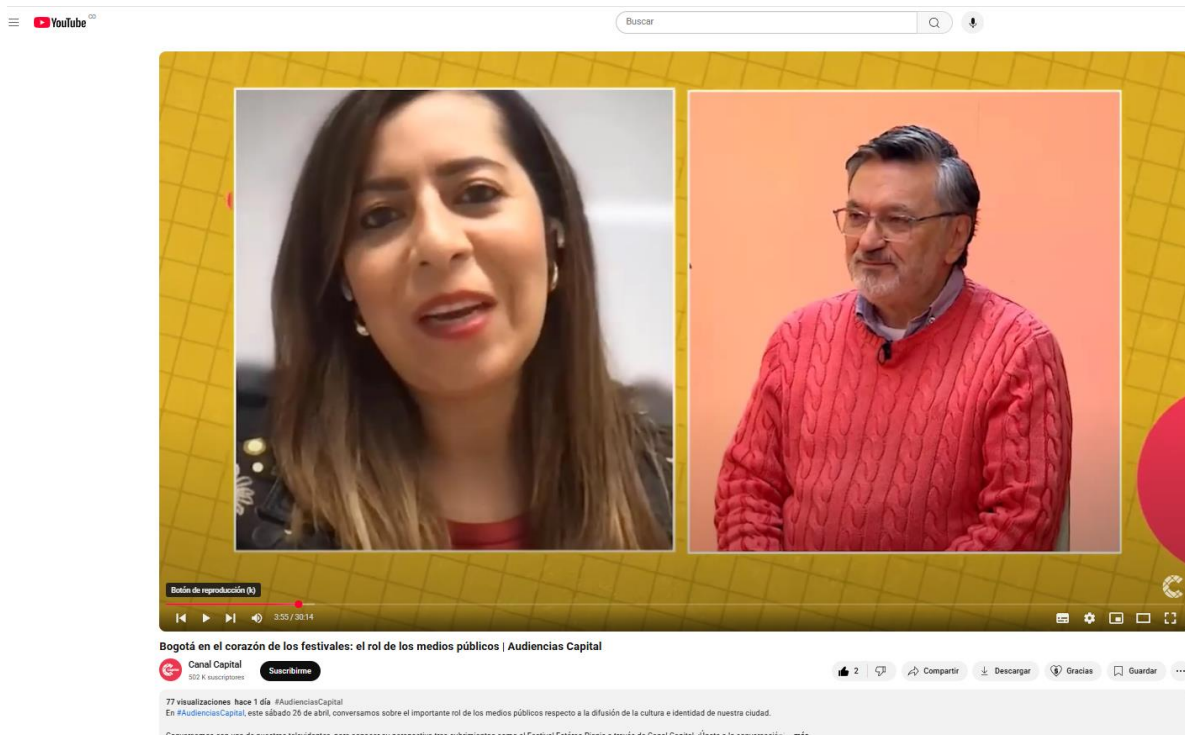 YouTube CO
Buscar
Botón de reproducción (k)
3:55 / 30:14
Bogotá en el corazón de los festivales: el rol de los medios públicos | Audiencias Capital
Canal Capital
502 K suscriptores
Suscribirme
2
Compartir
Descargar
Gracias
Guardar
77 visualizaciones hace 1 día #AudienciasCapital
En #AudienciasCapital, este sábado 26 de abril, conversamos sobre el importante rol de los medios públicos respecto a la difusión de la cultura e identidad de nuestra ciudad.